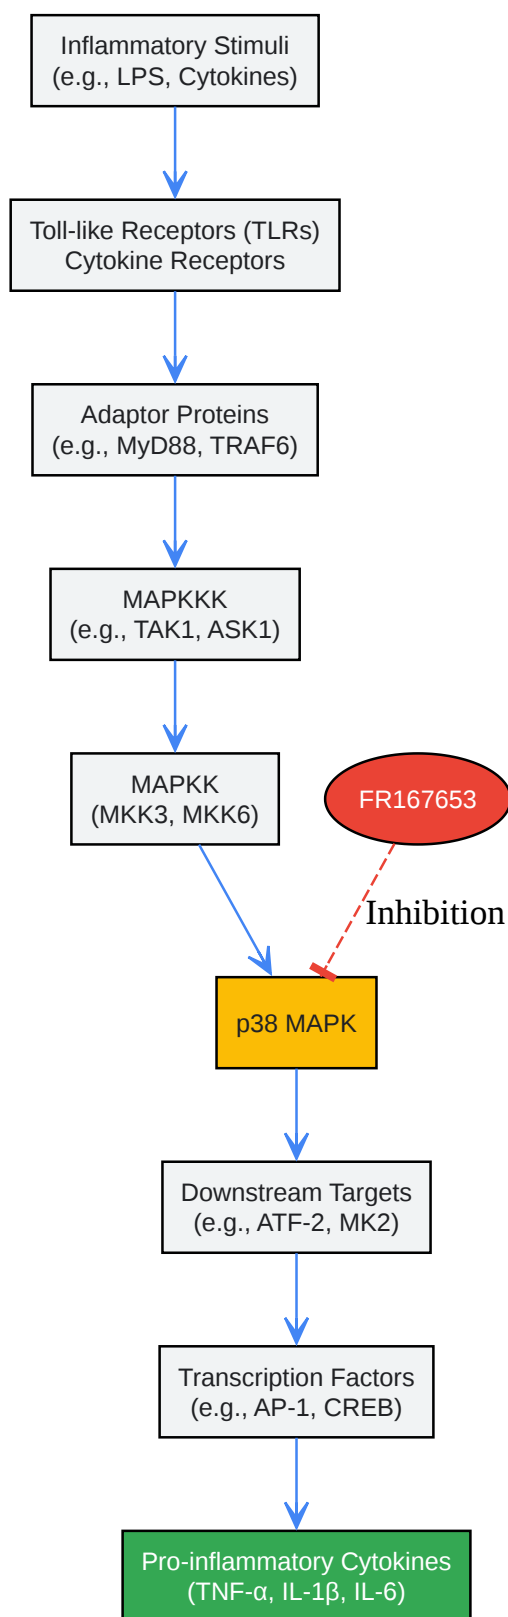 Inflammatory Stimuli
(e.g., LPS, Cytokines)
Toll-like Receptors (TLRs)
Cytokine Receptors
Adaptor Proteins
(e.g., MyD88, TRAF6)
MAPKKK
(e.g., TAK1, ASK1)
MAPKK
(MKK3, MKK6)
FR167653
Inhibition
p38 MAPK
Downstream Targets
(e.g., ATF-2, MK2)
Transcription Factors
(e.g., AP-1, CREB)
Pro-inflammatory Cytokines
(TNF-α, IL-1β, IL-6)